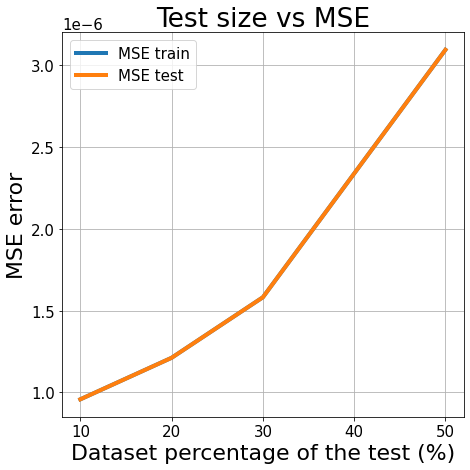 Test size vs MSE
1e−6
MSE train
MSE test
3.0
2.5
2.0
1.5
1.0
MSE error
10 20 30 40 50
Dataset percentage of the test (%)